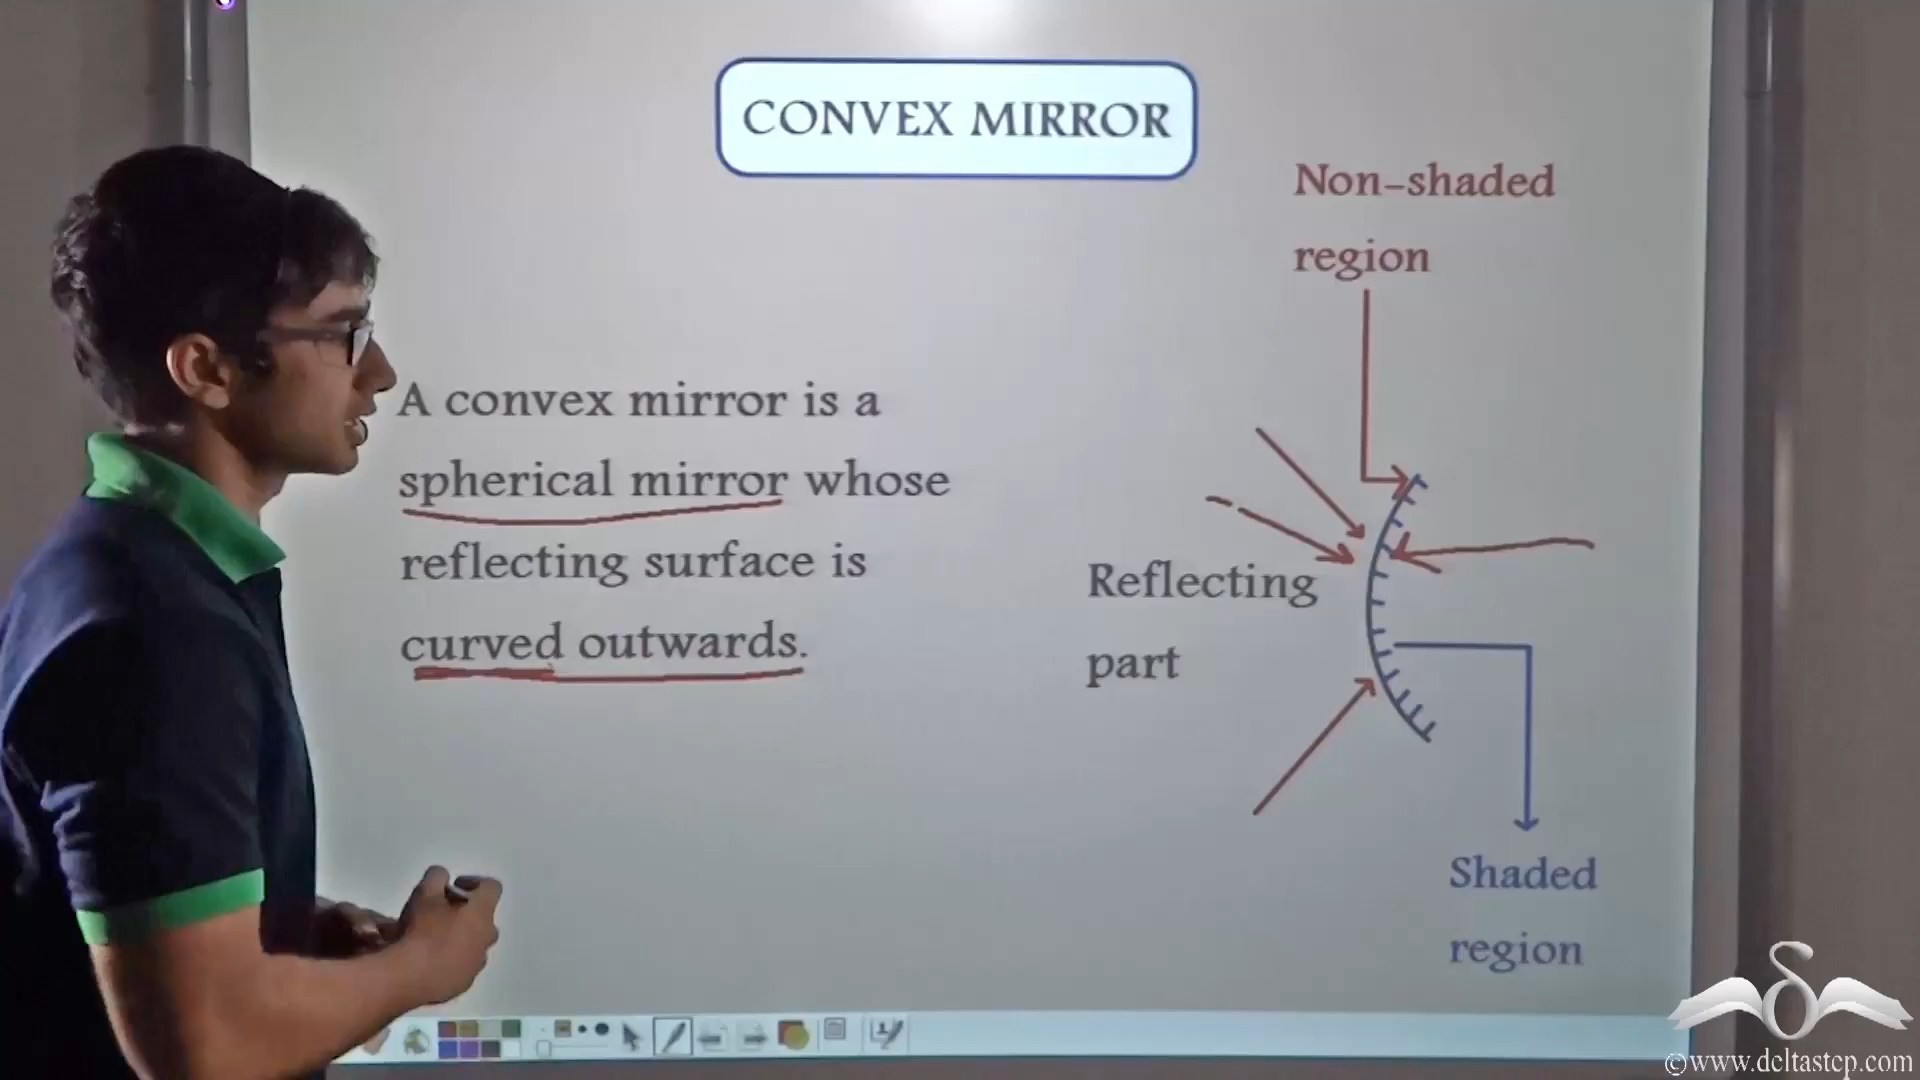 CONVEX MIRROR
Non-shaded
region
A convex mirror is a
spherical mirror whose
reflecting surface is
curved outwards.
Reflecting
part
Shaded
region
©www.deltastep.com